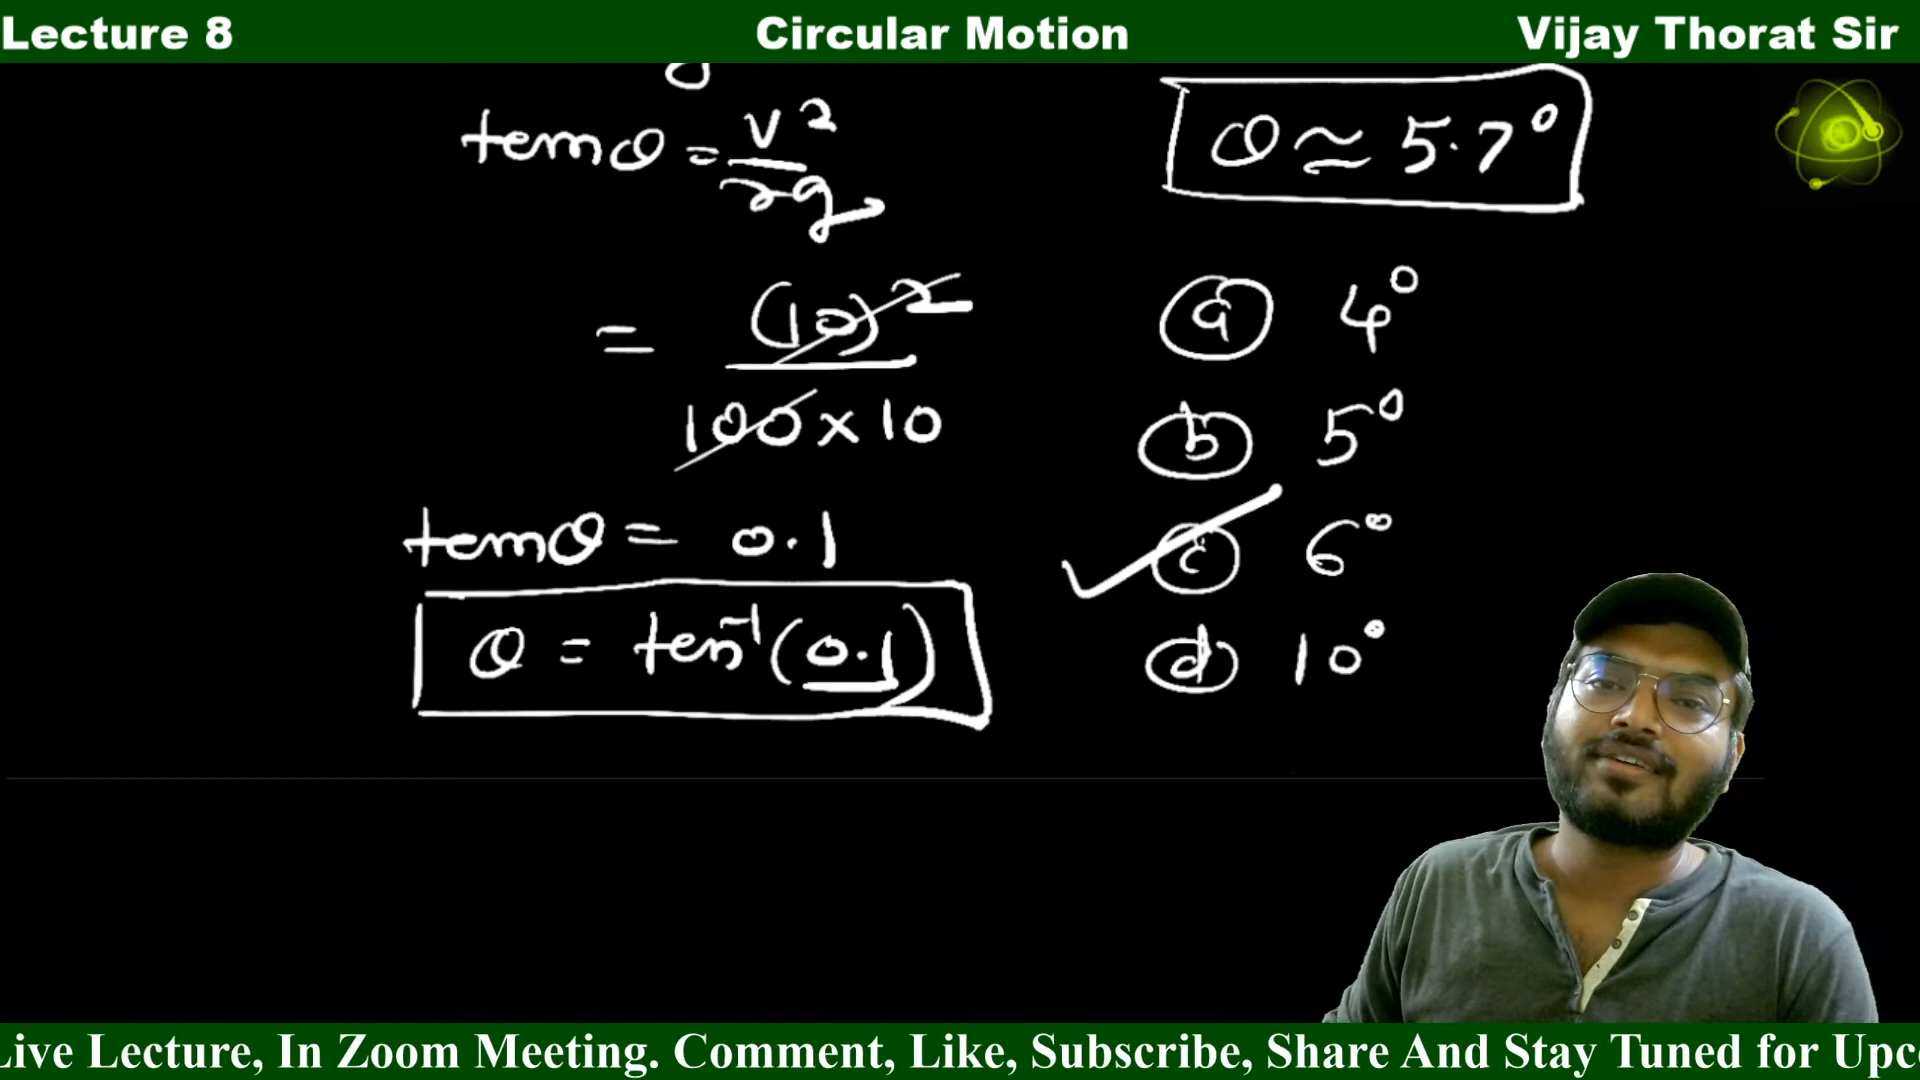 Lecture 8
Circular Motion
Vijay Thorat Sir
tanθ = v²/rg
= (10)²/100×10
tanθ = 0.1
θ = tan⁻¹(0.1)
θ ≃ 5.7°
a 4°
b 5°
c 6°
d 10°
Live Lecture, In Zoom Meeting. Comment, Like, Subscribe, Share And Stay Tuned for Upc